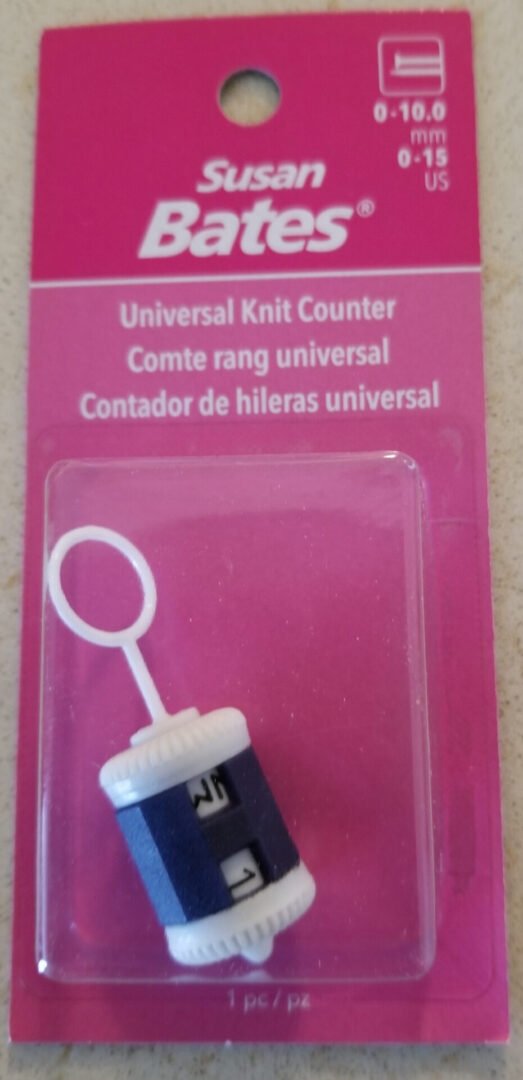 0-10.0
mm
0-15
US
Susan
Bates®
Universal Knit Counter
Comte rang universal
Contador de hileras universal
1
1 pc / pz